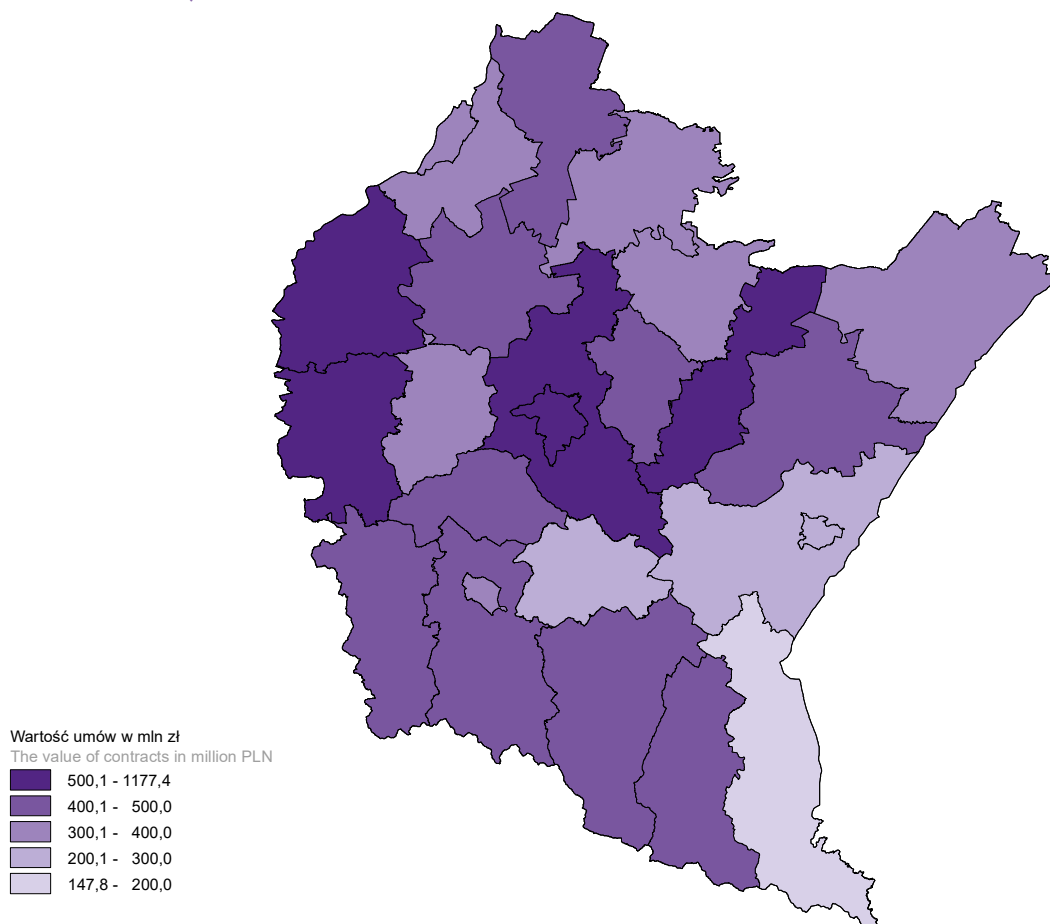 Wartość umów w mln zł
The value of contracts in million PLN
500,1 - 1177,4
400,1 - 500,0
300,1 - 400,0
200,1 - 300,0
147,8 - 200,0